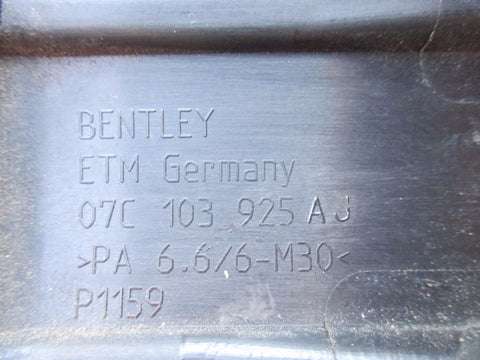 BENTLEY
ETM Germany
07C 103 925 AJ
>PA 6.6/6-M30<
P1159